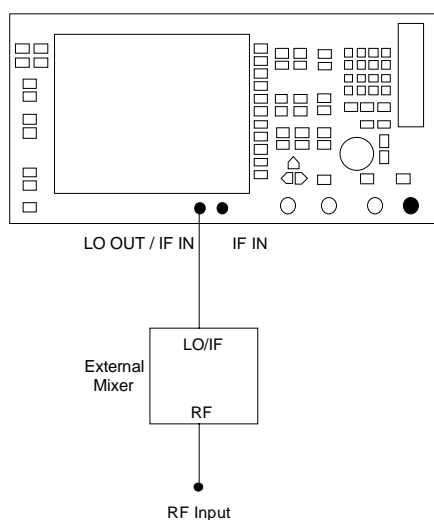 LO OUT / IF IN IF IN
LO/IF
External
Mixer
RF
RF Input